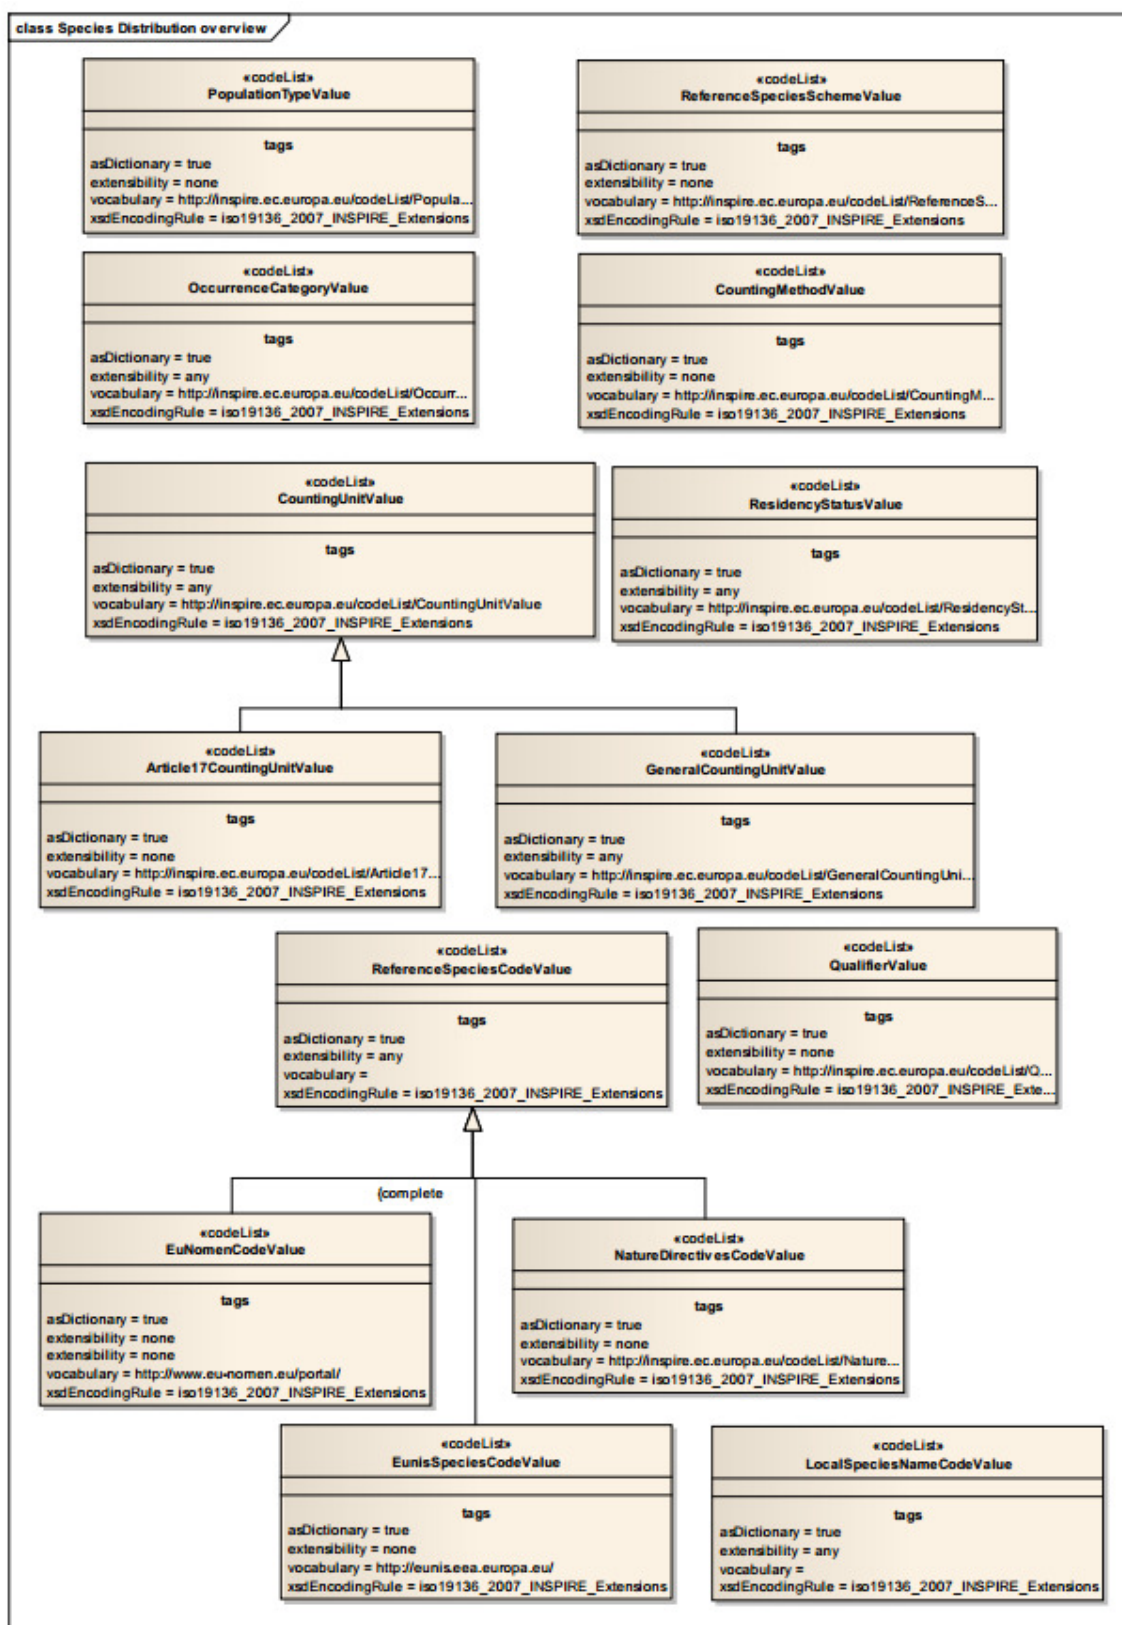 class Species Distribution overview
«codeList»
PopulationTypeValue
tags
asDictionary = true
extensibility = none
vocabulary = http://inspire.ec.europa.eu/codeList/Popula...
xsdEncodingRule = iso19136_2007_INSPIRE_Extensions
«codeList»
ReferenceSpeciesSchemeValue
tags
asDictionary = true
extensibility = none
vocabulary = http://inspire.ec.europa.eu/codeList/ReferenceS...
xsdEncodingRule = iso19136_2007_INSPIRE_Extensions
«codeList»
OccurrenceCategoryValue
tags
asDictionary = true
extensibility = any
vocabulary = http://inspire.ec.europa.eu/codeList/Occurr...
xsdEncodingRule = iso19136_2007_INSPIRE_Extensions
«codeList»
CountingMethodValue
tags
asDictionary = true
extensibility = none
vocabulary = http://inspire.ec.europa.eu/codeList/CountingM...
xsdEncodingRule = iso19136_2007_INSPIRE_Extensions
«codeList»
CountingUnitValue
tags
asDictionary = true
extensibility = any
vocabulary = http://inspire.ec.europa.eu/codeList/CountingUnitValue
xsdEncodingRule = iso19136_2007_INSPIRE_Extensions
«codeList»
ResidencyStatusValue
tags
asDictionary = true
extensibility = any
vocabulary = http://inspire.ec.europa.eu/codeList/ResidencySt...
xsdEncodingRule = iso19136_2007_INSPIRE_Extensions
«codeList»
Article17CountingUnitValue
tags
asDictionary = true
extensibility = none
vocabulary = http://inspire.ec.europa.eu/codeList/Article17...
xsdEncodingRule = iso19136_2007_INSPIRE_Extensions
«codeList»
GeneralCountingUnitValue
tags
asDictionary = true
extensibility = any
vocabulary = http://inspire.ec.europa.eu/codeList/GeneralCountingUni...
xsdEncodingRule = iso19136_2007_INSPIRE_Extensions
«codeList»
ReferenceSpeciesCodeValue
tags
asDictionary = true
extensibility = any
vocabulary =
xsdEncodingRule = iso19136_2007_INSPIRE_Extensions
«codeList»
QualifierValue
tags
asDictionary = true
extensibility = none
vocabulary = http://inspire.ec.europa.eu/codeList/Q...
xsdEncodingRule = iso19136_2007_INSPIRE_Exte...
{complete
«codeList»
EuNomenCodeValue
tags
asDictionary = true
extensibility = none
extensibility = none
vocabulary = http://www.eu-nomen.eu/portal/
xsdEncodingRule = iso19136_2007_INSPIRE_Extensions
«codeList»
NatureDirectivesCodeValue
tags
asDictionary = true
extensibility = none
vocabulary = http://inspire.ec.europa.eu/codeList/Nature...
xsdEncodingRule = iso19136_2007_INSPIRE_Extensions
«codeList»
EunisSpeciesCodeValue
tags
asDictionary = true
extensibility = none
vocabulary = http://eunis.eea.europa.eu/
xsdEncodingRule = iso19136_2007_INSPIRE_Extensions
«codeList»
LocalSpeciesNameCodeValue
tags
asDictionary = true
extensibility = any
vocabulary =
xsdEncodingRule = iso19136_2007_INSPIRE_Extensions